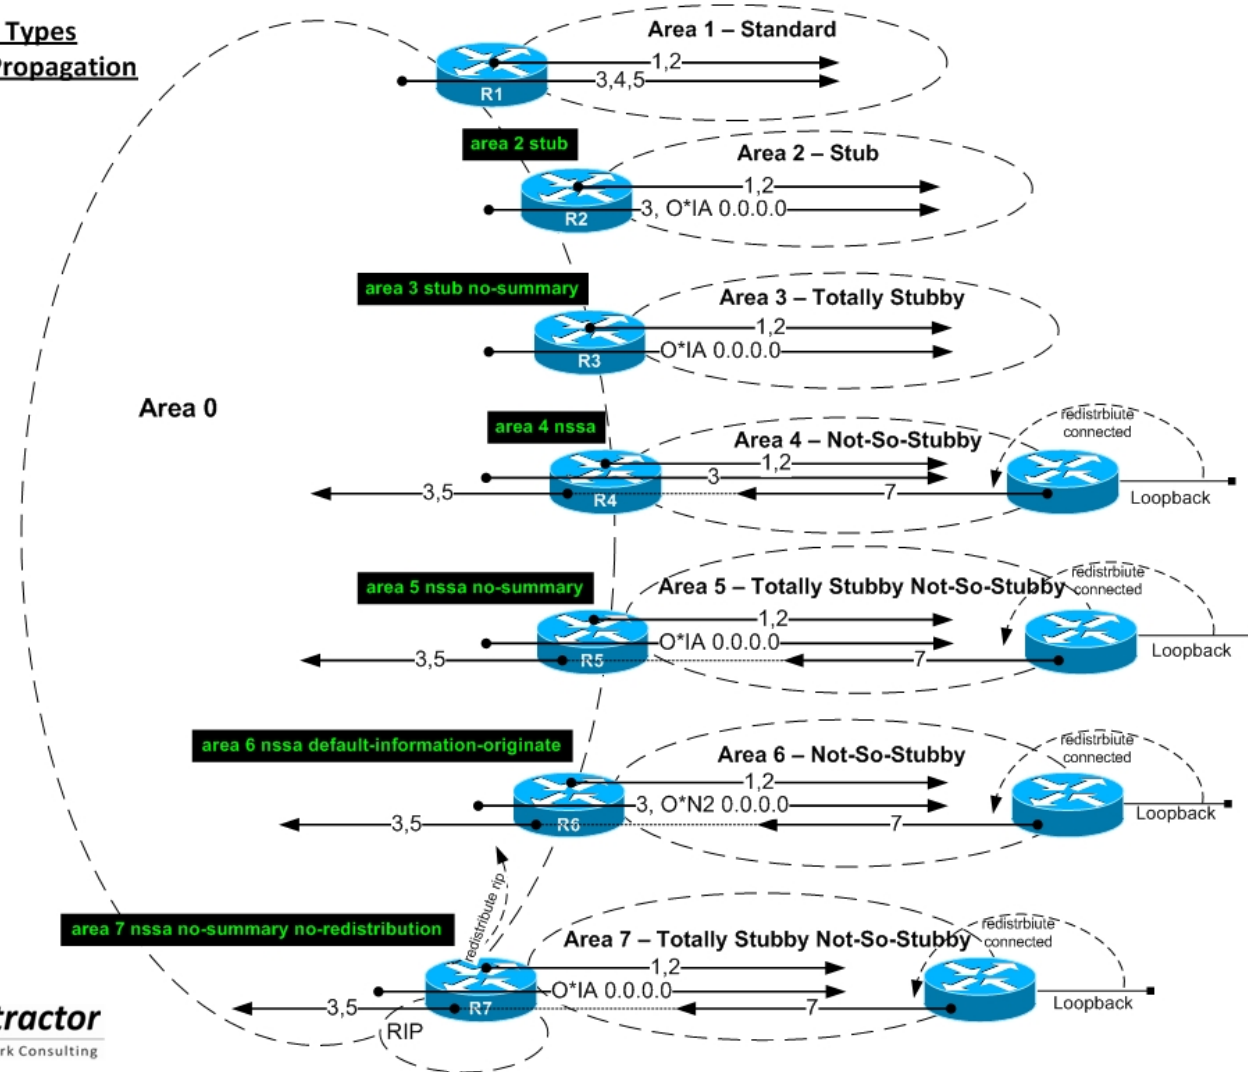 Types
Propagation
Area 1 – Standard
1,2
3,4,5
R1
area 2 stub
Area 2 – Stub
1,2
3, O*IA 0.0.0.0
R2
area 3 stub no-summary
Area 3 – Totally Stubby
1,2
O*IA 0.0.0.0
R3
Area 0
area 4 nssa
Area 4 – Not-So-Stubby
redistrbiute
connected
1,2
3
3,5
R4
7
Loopback
area 5 nssa no-summary
Area 5 – Totally Stubby Not-So-Stubby
redistrbiute
connected
1,2
O*IA 0.0.0.0
3,5
R5
7
Loopback
area 6 nssa default-information-originate
Area 6 – Not-So-Stubby
redistrbiute
connected
1,2
3, O*N2 0.0.0.0
3,5
R6
7
Loopback
redistribute rip
area 7 nssa no-summary no-redistribution
Area 7 – Totally Stubby Not-So-Stubby
redistrbiute
connected
1,2
O*IA 0.0.0.0
3,5
R7
7
Loopback
RIP
tractor
rk Consulting